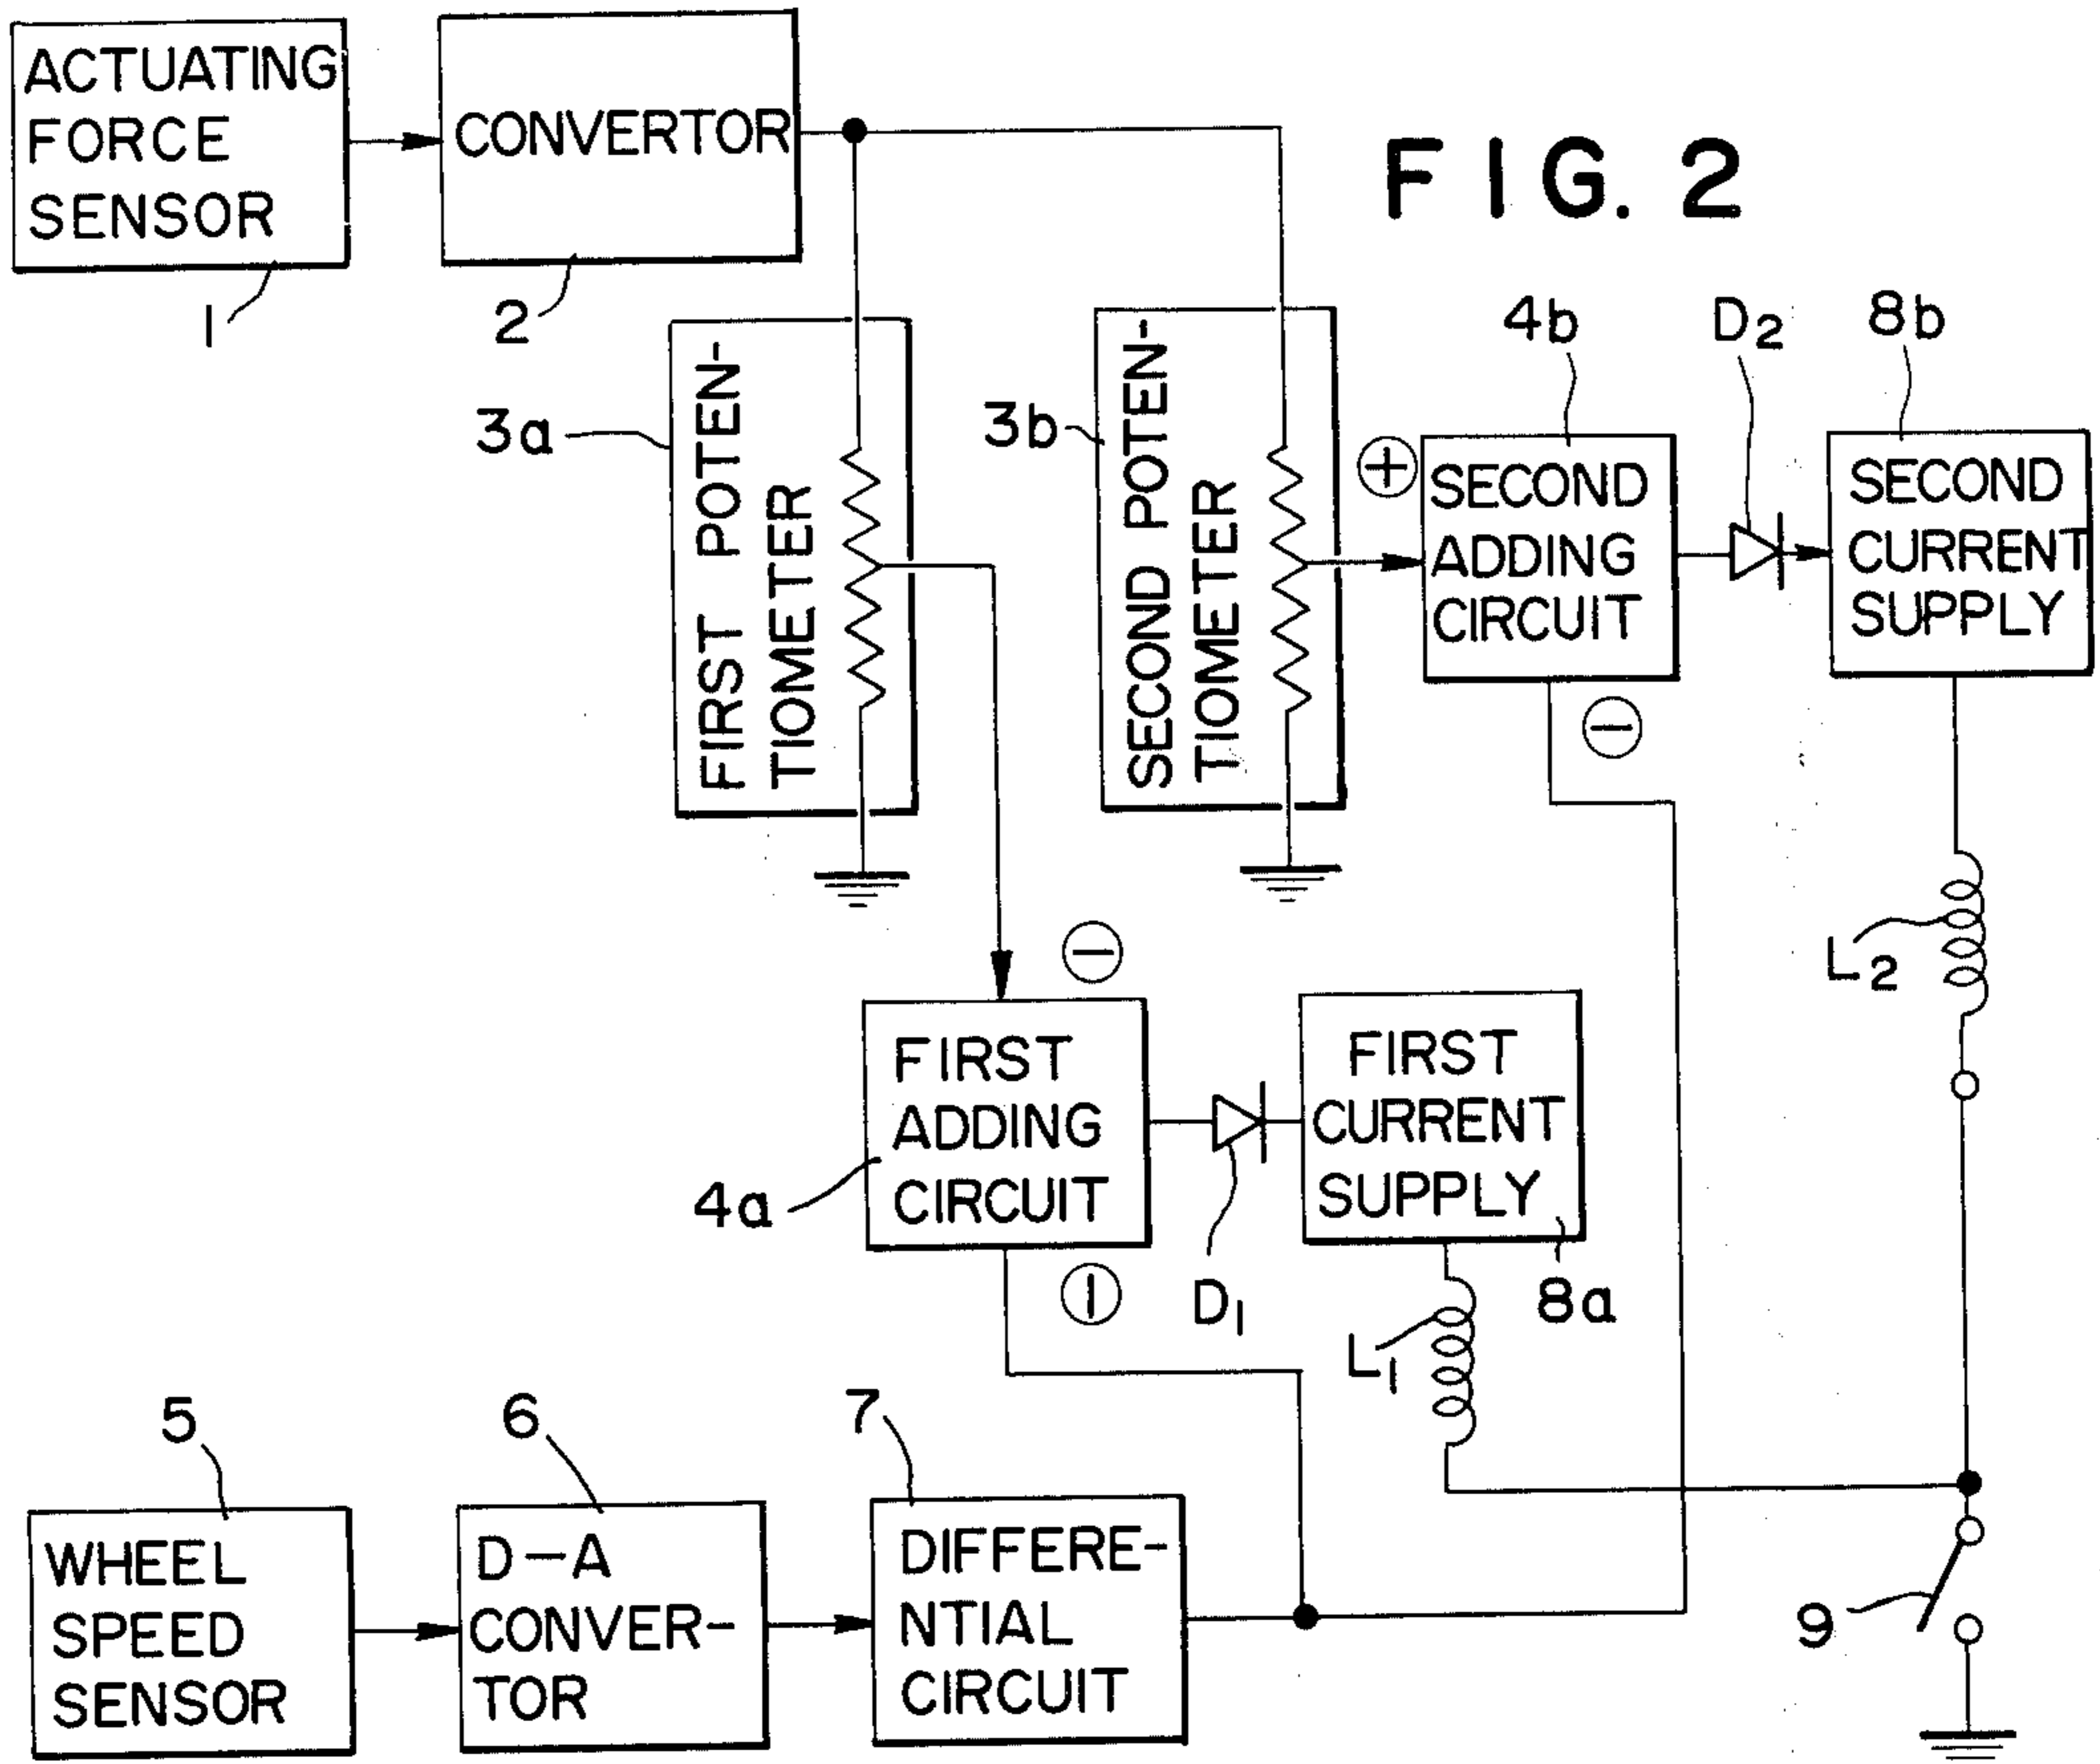 ACTUATING
FORCE
SENSOR
1
CONVERTOR
2
FIG. 2
3a
FIRST POTEN-
TIOMETER
3b
SECOND POTEN-
TIOMETER
4b
+
SECOND
ADDING
CIRCUIT
−
D2
8b
SECOND
CURRENT
SUPPLY
L2
−
FIRST
ADDING
CIRCUIT
4a
D1
FIRST
CURRENT
SUPPLY
8a
L1
5
WHEEL
SPEED
SENSOR
6
D-A
CONVER-
TOR
7
DIFFERE-
NTIAL
CIRCUIT
9